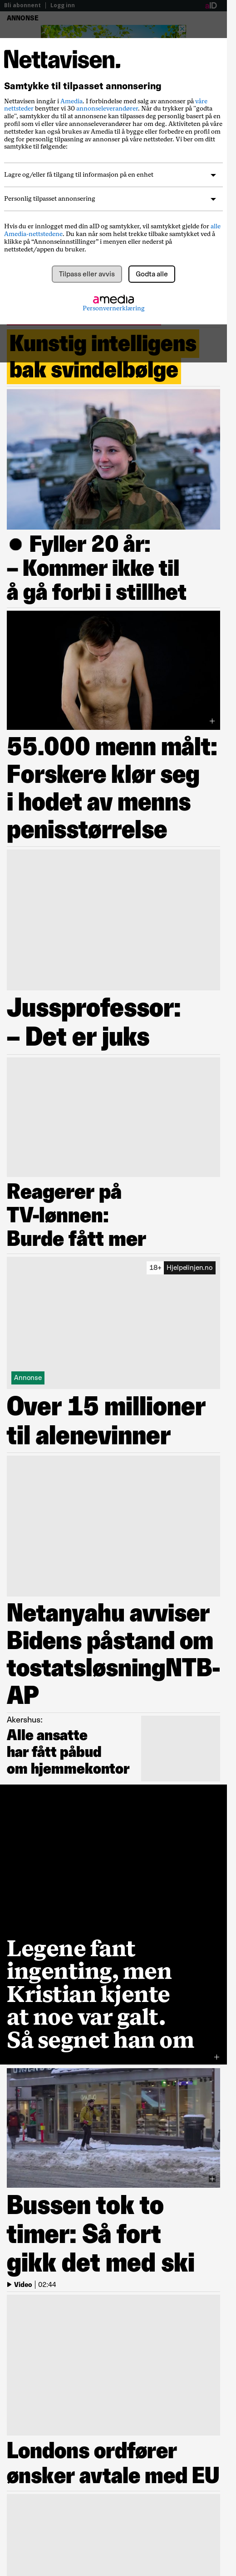 Bli abonnent | Logg inn
ANNONSE
Nettavisen.
Samtykke til tilpasset annonsering
Nettavisen inngår i Amedia. I forbindelse med salg av annonser på våre
nettsteder benytter vi 30 annonseleverandører. Når du trykker på "godta
alle", samtykker du til at annonsene kan tilpasses deg personlig basert på en
profil om deg eller våre annonseleverandører har om deg. Aktivitet på våre
nettsteder kan også brukes av Amedia til å bygge eller forbedre en profil om
deg for personlig tilpasning av annonser på våre nettsteder. Vi ber om ditt
samtykke til følgende:
Lagre og/eller få tilgang til informasjon på en enhet
Personlig tilpasset annonsering
Hvis du er innlogget med din aID og samtykker, vil samtykket gjelde for alle
Amedia-nettstedene. Du kan når som helst trekke tilbake samtykket ved å
klikke på “Annonseinnstillinger” i menyen eller nederst på
nettstedet/appen du bruker.
Tilpass eller avvis
Godta alle
amedia
Personvernerklæring
Kunstig intelligens
bak svindelbølge
● Fyller 20 år:
– Kommer ikke til
å gå forbi i stillhet
55.000 menn målt:
Forskere klør seg
i hodet av menns
penisstørrelse
Jussprofessor:
– Det er juks
Reagerer på
TV-lønnen:
Burde fått mer
18+ Hjelpelinjen.no
Annonse
Over 15 millioner
til alenevinner
Netanyahu avviser
Bidens påstand om
tostatsløsningNTB-
AP
Akershus:
Alle ansatte
har fått påbud
om hjemmekontor
Legene fant
ingenting, men
Kristian kjente
at noe var galt.
Så segnet han om
Bussen tok to
timer: Så fort
gikk det med ski
Video | 02:44
Londons ordfører
ønsker avtale med EU